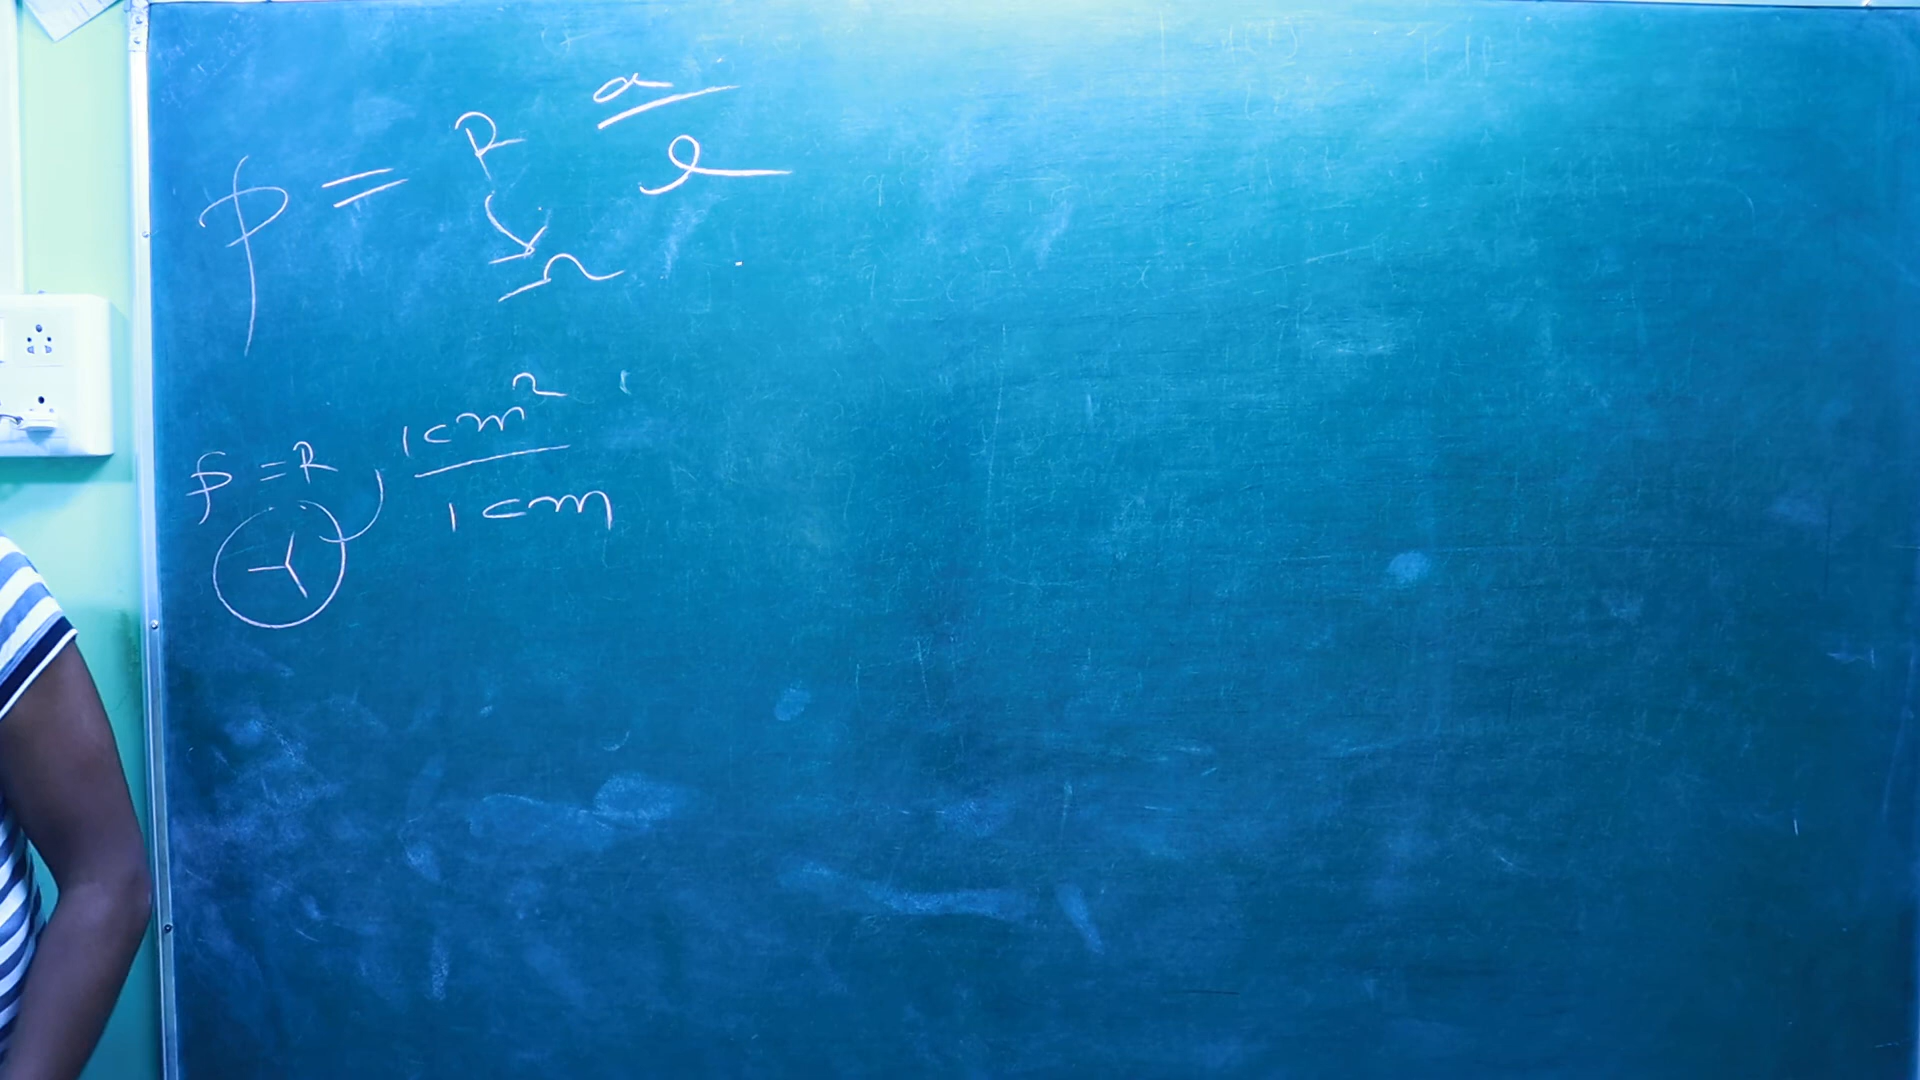 ρ = R a/l
Ω
ρ = R 1cm²/1cm